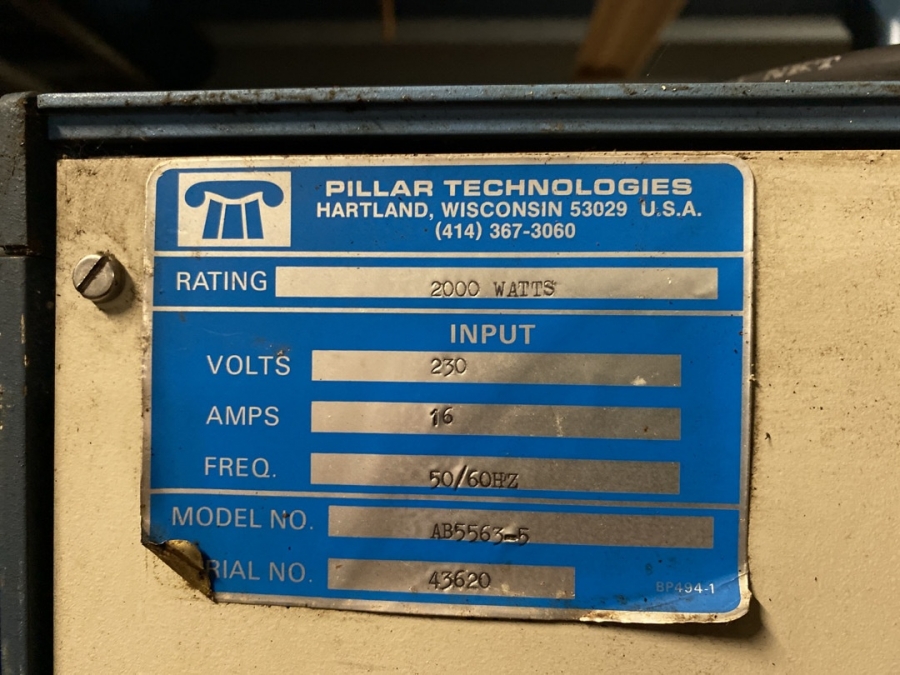 NKT
PILLAR TECHNOLOGIES
HARTLAND, WISCONSIN 53029 U.S.A.
(414) 367-3060
RATING 2000 WATTS
INPUT
VOLTS 230
AMPS 16
FREQ. 50/60HZ
MODEL NO. AB5563-5
RIAL NO. 43620
BP494-1